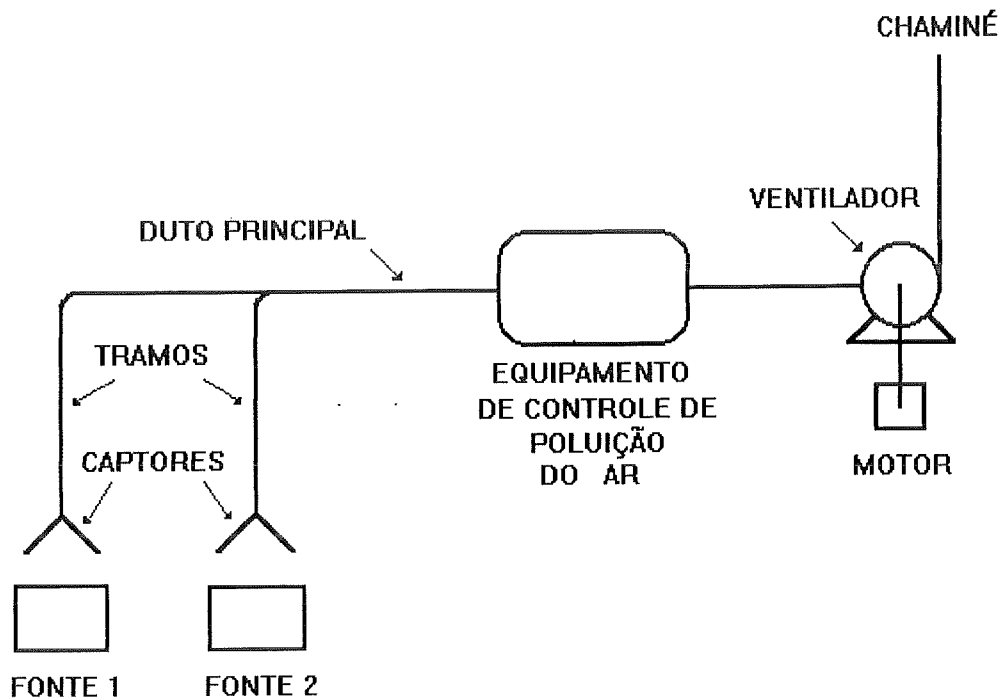 CHAMINÉ
VENTILADOR
DUTO PRINCIPAL
TRAMOS
EQUIPAMENTO
DE CONTROLE DE
POLUIÇÃO
DO AR
CAPTORES
MOTOR
FONTE 1
FONTE 2